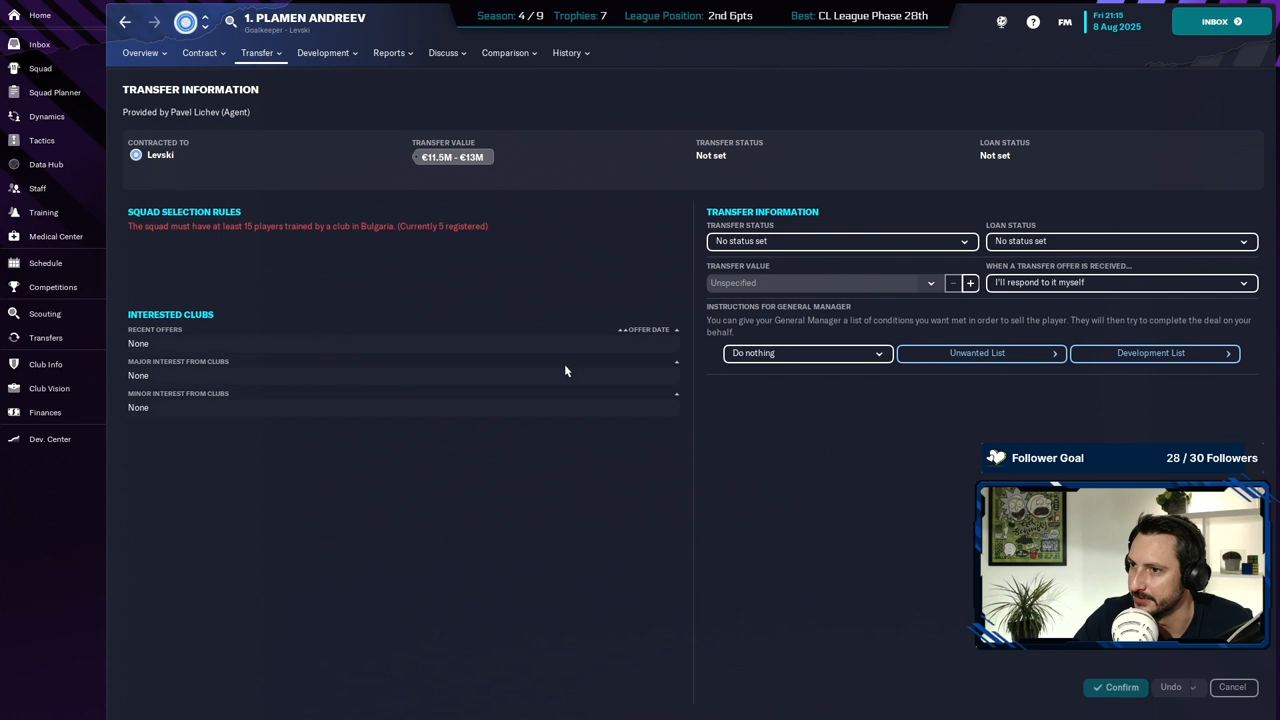 1. PLAMEN ANDREEV
Goalkeeper - Levski
Season: 4 / 9 Trophies: 7 League Position: 2nd 6pts Best: CL League Phase 28th
FM
Fri 21:15
8 Aug 2025
INBOX
Home
Inbox
Squad
Squad Planner
Dynamics
Tactics
Data Hub
Staff
Training
Medical Center
Schedule
Competitions
Scouting
Transfers
Club Info
Club Vision
Finances
Dev. Center
Overview Contract Transfer Development Reports Discuss Comparison History
TRANSFER INFORMATION
Provided by Pavel Lichev (Agent)
CONTRACTED TO TRANSFER VALUE TRANSFER STATUS LOAN STATUS
Levski €11.5M - €13M Not set Not set
SQUAD SELECTION RULES
The squad must have at least 15 players trained by a club in Bulgaria. (Currently 5 registered)
INTERESTED CLUBS
RECENT OFFERS OFFER DATE
None
MAJOR INTEREST FROM CLUBS
None
MINOR INTEREST FROM CLUBS
None
TRANSFER INFORMATION
TRANSFER STATUS LOAN STATUS
No status set No status set
TRANSFER VALUE WHEN A TRANSFER OFFER IS RECEIVED...
Unspecified I'll respond to it myself
INSTRUCTIONS FOR GENERAL MANAGER
You can give your General Manager a list of conditions you want met in order to sell the player. They will then try to complete the deal on your
behalf.
Do nothing Unwanted List Development List
Follower Goal 28 / 30 Followers
Confirm Undo Cancel